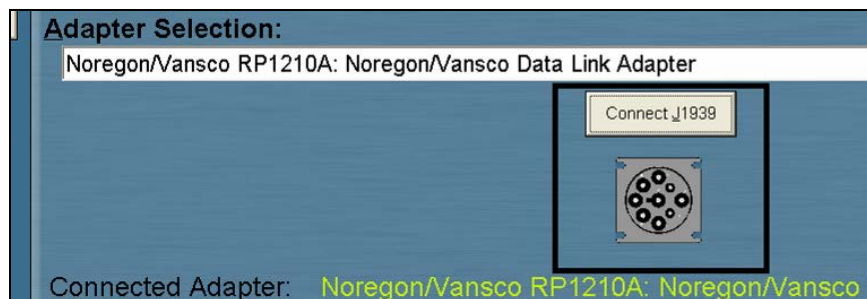 Adapter Selection:
Noregon/Vansco RP1210A: Noregon/Vansco Data Link Adapter
Connect J1939
Connected Adapter: Noregon/Vansco RP1210A: Noregon/Vansco